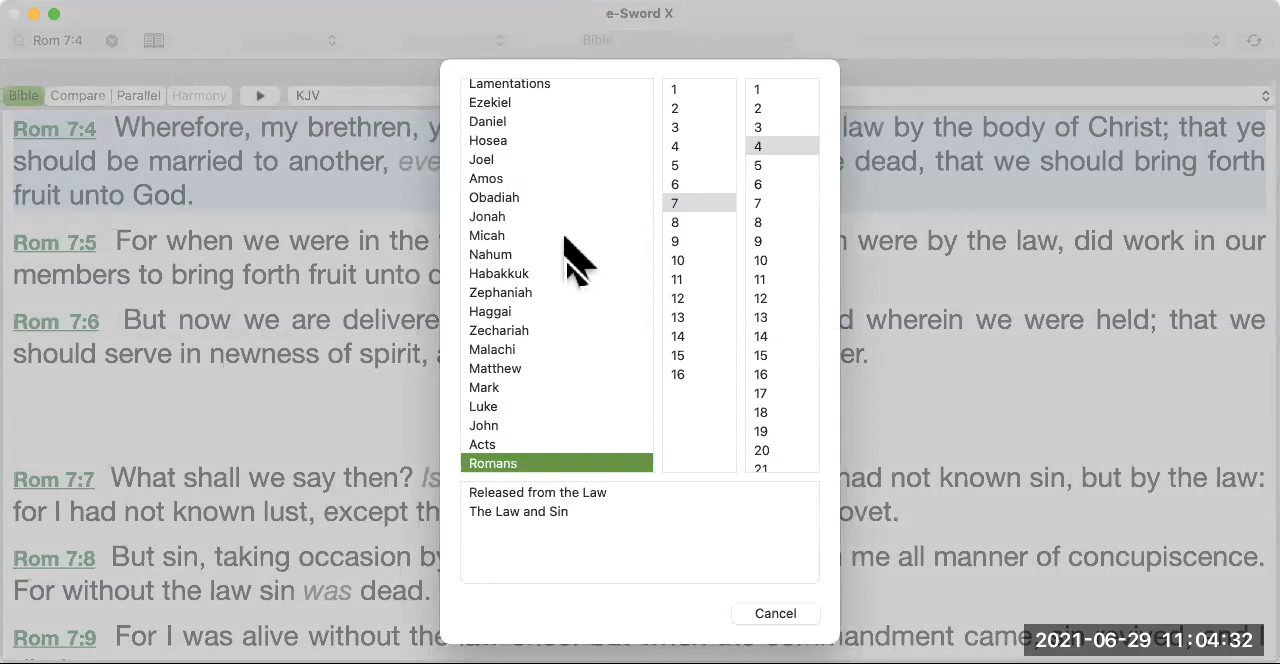 e-Sword X
Rom 7:4
Bible
Bible Compare Parallel Harmony KJV
Rom 7:4 Wherefore, my brethren, y law by the body of Christ; that ye
should be married to another, eve dead, that we should bring forth
fruit unto God.
Rom 7:5 For when we were in the were by the law, did work in our
members to bring forth fruit unto
Rom 7:6 But now we are delivere d wherein we were held; that we
should serve in newness of spirit, er.
Rom 7:7 What shall we say then? Is had not known sin, but by the law:
for I had not known lust, except th ovet.
Rom 7:8 But sin, taking occasion by me all manner of concupiscence.
For without the law sin was dead.
Rom 7:9 For I was alive without the mmandment came, sin revived, and I
Lamentations
Ezekiel
Daniel
Hosea
Joel
Amos
Obadiah
Jonah
Micah
Nahum
Habakkuk
Zephaniah
Haggai
Zechariah
Malachi
Matthew
Mark
Luke
John
Acts
Romans
1
2
3
4
5
6
7
8
9
10
11
12
13
14
15
16
1
2
3
4
5
6
7
8
9
10
11
12
13
14
15
16
17
18
19
20
21
Released from the Law
The Law and Sin
Cancel
2021-06-29 11:04:32